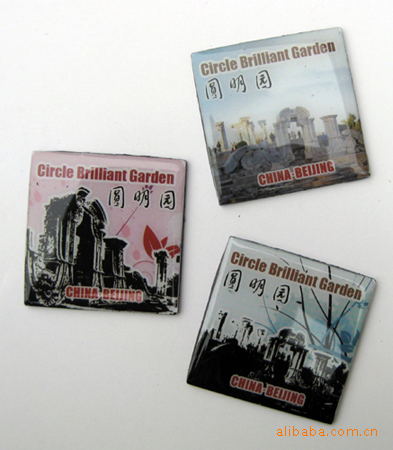 Circle Brilliant Garden
圆明园
CHINA-BEIJING
Circle Brilliant Garden
圆明园
CHINA-BEIJING
Circle Brilliant Garden
圆明园
CHINA-BEIJING
alibaba.com.cn